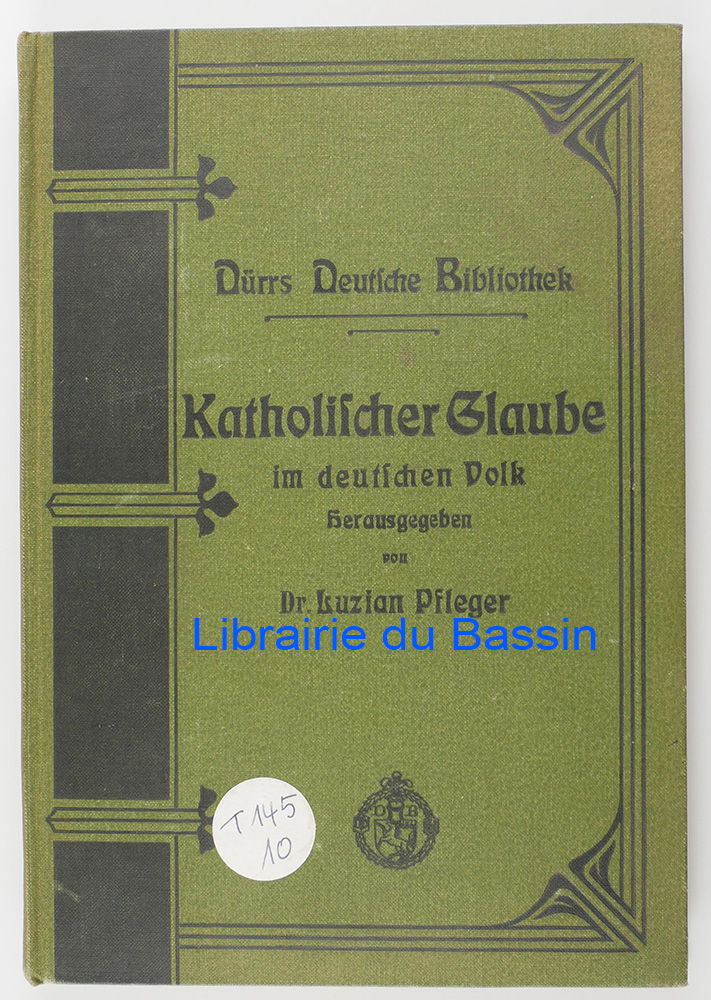 Dürrs Deutſche Bibliothek
Katholiſcher Glaube
im deutſchen Volk
Herausgegeben
von
Dr. Luzian Pfleger
Librairie du Bassin
T 145
10
D B